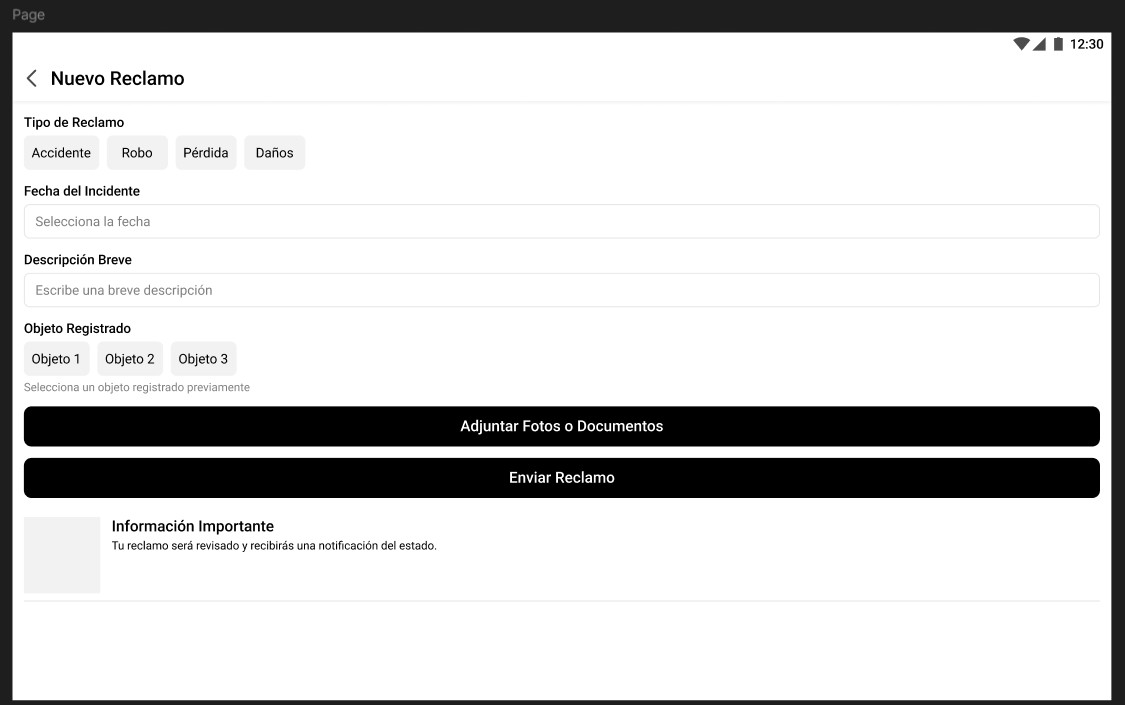 Page
12:30
Nuevo Reclamo
Tipo de Reclamo
Accidente Robo Pérdida Daños
Fecha del Incidente
Selecciona la fecha
Descripción Breve
Escribe una breve descripción
Objeto Registrado
Objeto 1 Objeto 2 Objeto 3
Selecciona un objeto registrado previamente
Adjuntar Fotos o Documentos
Enviar Reclamo
Información Importante
Tu reclamo será revisado y recibirás una notificación del estado.